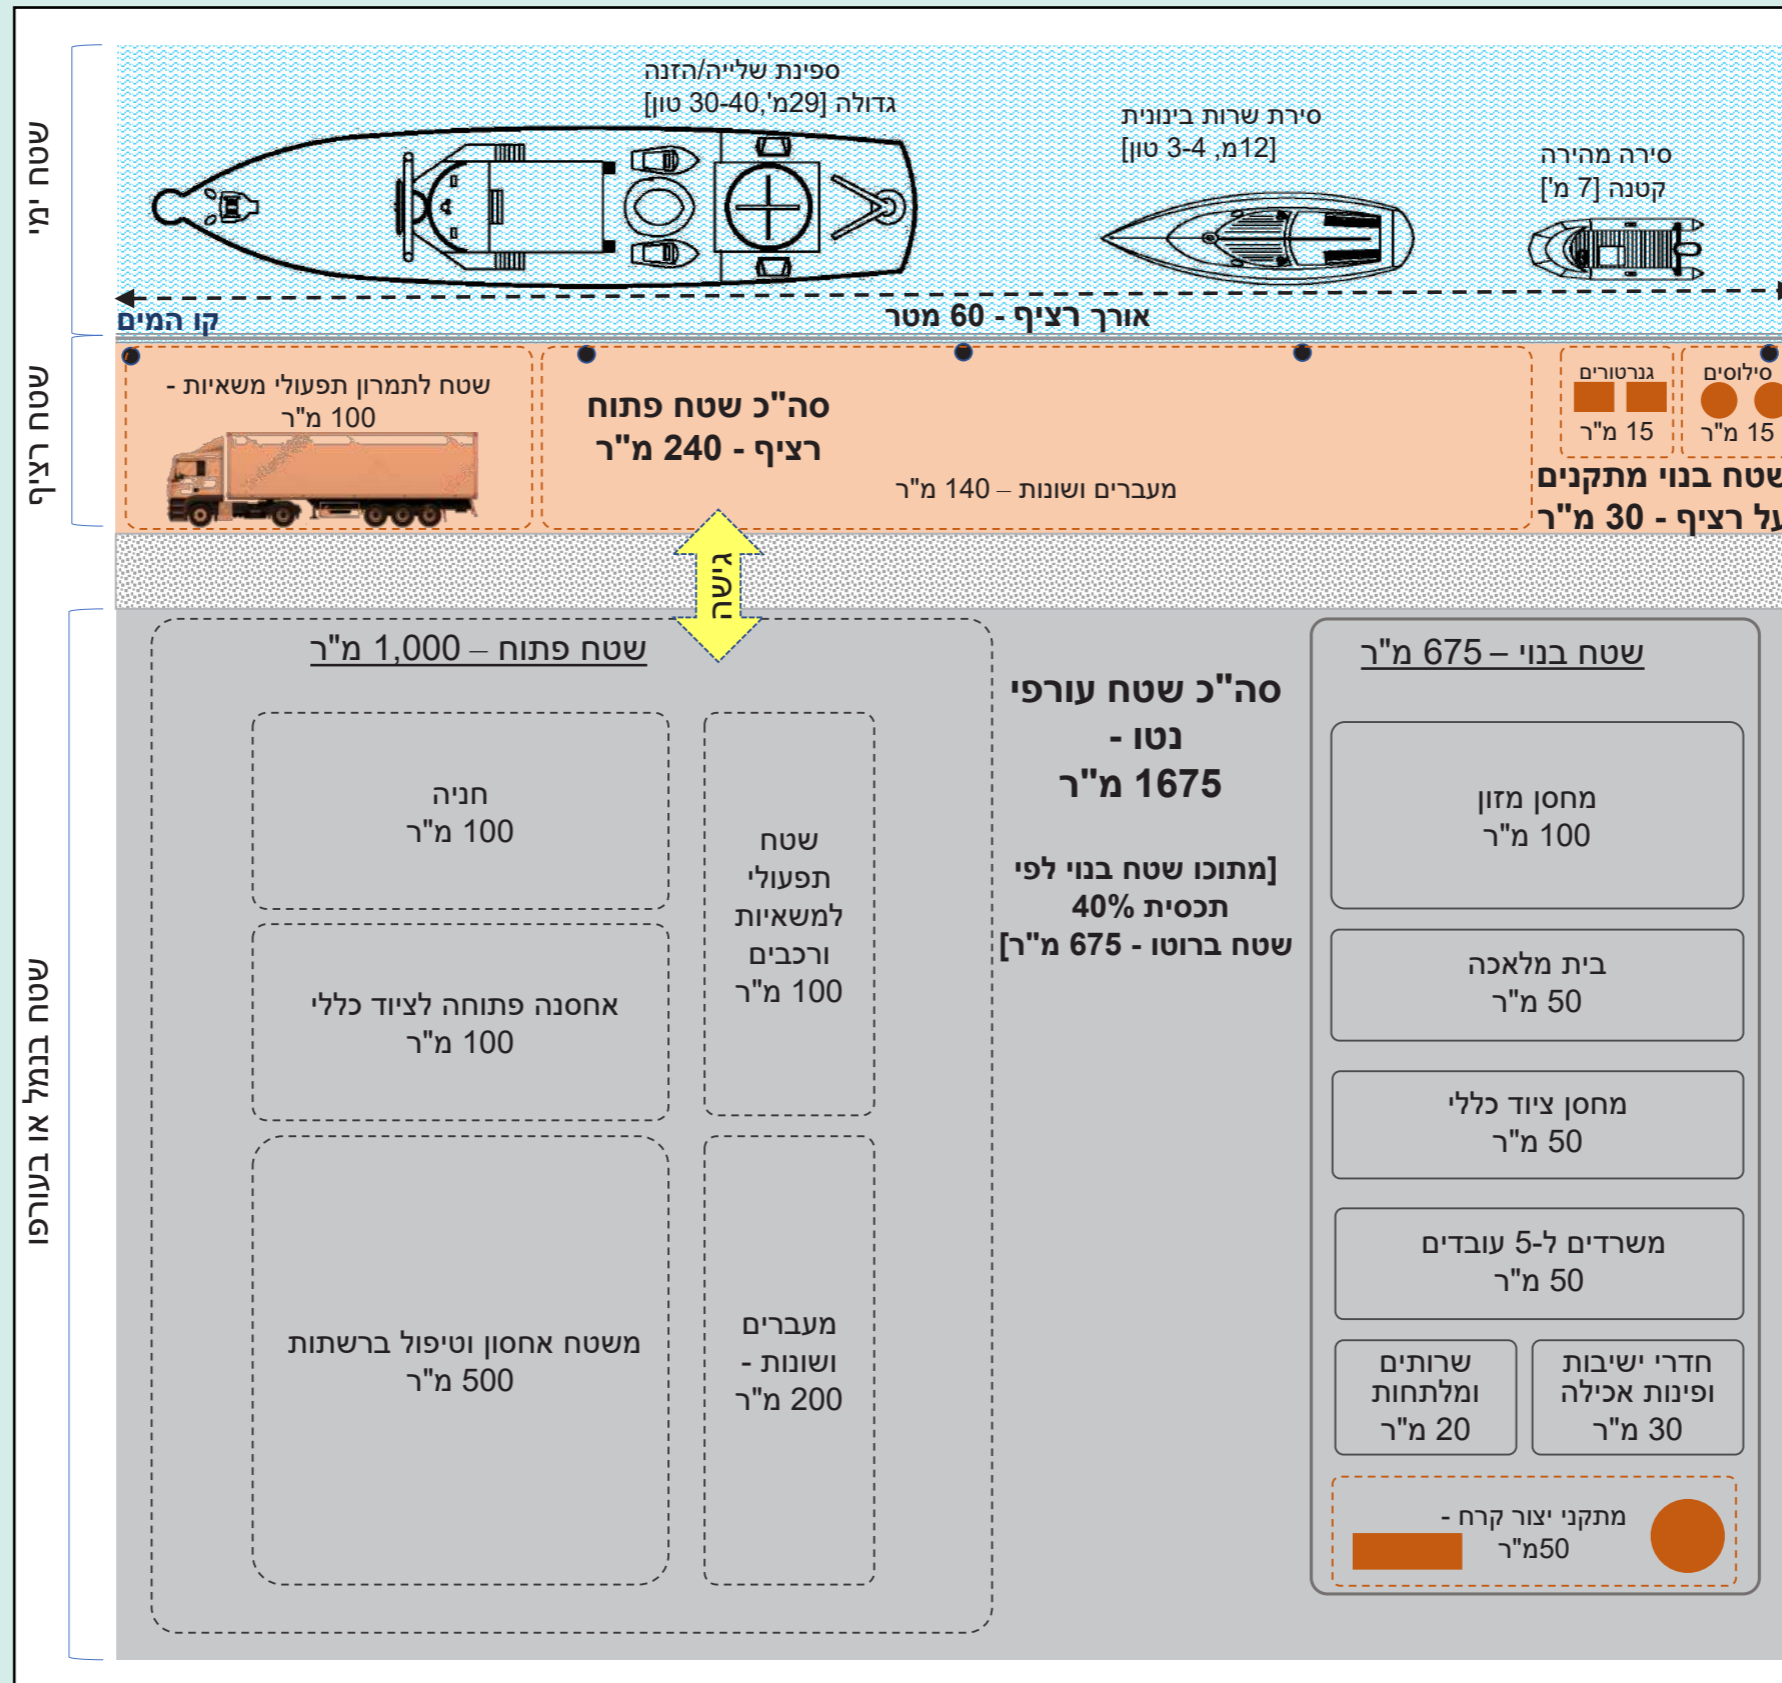 שטח ימי
ספינת שלייה/הזנה
גדולה [29מ',30-40 טון]
סירת שרות בינונית
[12מ, 3-4 טון]
סירה מהירה
קטנה [7 מ']
אורך רציף - 60 מטר
קו המים
שטח רציף
שטח לתמרון תפעולי משאיות -
100 מ"ר
סה"כ שטח פתוח
רציף - 240 מ"ר
מעברים ושונות – 140 מ"ר
גנרטורים
15 מ"ר
סילוסים
15 מ"ר
שטח בנוי מתקנים
על רציף - 30 מ"ר
גישה
שטח בנמל או בעורפו
שטח פתוח – 1,000 מ"ר
חניה
100 מ"ר
אחסנה פתוחה לציוד כללי
100 מ"ר
משטח אחסון וטיפול ברשתות
500 מ"ר
שטח
תפעולי
למשאיות
ורכבים
100 מ"ר
מעברים
ושונות -
200 מ"ר
סה"כ שטח עורפי
נטו -
1675 מ"ר
[מתוכו שטח בנוי לפי
תכסית 40%
שטח ברוטו - 675 מ"ר]
שטח בנוי – 675 מ"ר
מחסן מזון
100 מ"ר
בית מלאכה
50 מ"ר
מחסן ציוד כללי
50 מ"ר
משרדים ל-5 עובדים
50 מ"ר
חדרי ישיבות
ופינות אכילה
30 מ"ר
שרותים
ומלתחות
20 מ"ר
מתקני יצור קרח -
50מ"ר